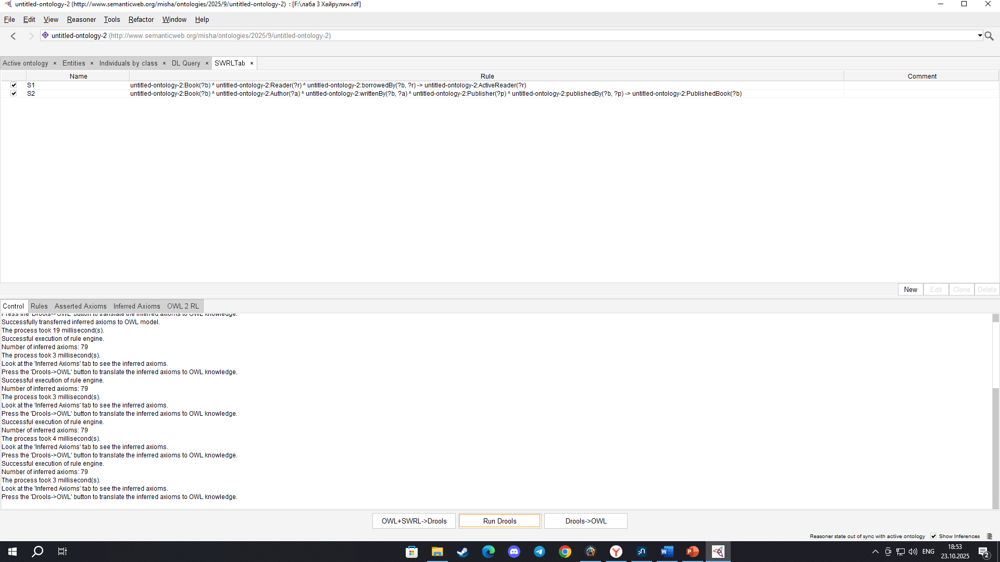 untitled-ontology-2 (http://www.semanticweb.org/misha/ontologies/2025/9/untitled-ontology-2) : [F:\лаба 3 Хайрулин.rdf]
File Edit View Reasoner Tools Refactor Window Help
untitled-ontology-2 (http://www.semanticweb.org/misha/ontologies/2025/9/untitled-ontology-2)
Active ontology × Entities × Individuals by class × DL Query × SWRLTab ×
Name Rule Comment
S1 untitled-ontology-2:Book(?b) ^ untitled-ontology-2:Reader(?r) ^ untitled-ontology-2:borrowedBy(?b, ?r) -> untitled-ontology-2:ActiveReader(?r)
S2 untitled-ontology-2:Book(?b) ^ untitled-ontology-2:Author(?a) ^ untitled-ontology-2:writtenBy(?b, ?a) ^ untitled-ontology-2:Publisher(?p) ^ untitled-ontology-2:publishedBy(?b, ?p) -> untitled-ontology-2:PublishedBook(?b)
New Edit Clone Delete
Control Rules Asserted Axioms Inferred Axioms OWL 2 RL
Press the 'Drools->OWL' button to translate the inferred axioms to OWL knowledge.
Successfully transferred inferred axioms to OWL model.
The process took 19 millisecond(s).
Successful execution of rule engine.
Number of inferred axioms: 79
The process took 3 millisecond(s).
Look at the 'Inferred Axioms' tab to see the inferred axioms.
Press the 'Drools->OWL' button to translate the inferred axioms to OWL knowledge.
Successful execution of rule engine.
Number of inferred axioms: 79
The process took 3 millisecond(s).
Look at the 'Inferred Axioms' tab to see the inferred axioms.
Press the 'Drools->OWL' button to translate the inferred axioms to OWL knowledge.
Successful execution of rule engine.
Number of inferred axioms: 79
The process took 4 millisecond(s).
Look at the 'Inferred Axioms' tab to see the inferred axioms.
Press the 'Drools->OWL' button to translate the inferred axioms to OWL knowledge.
Successful execution of rule engine.
Number of inferred axioms: 79
The process took 3 millisecond(s).
Look at the 'Inferred Axioms' tab to see the inferred axioms.
Press the 'Drools->OWL' button to translate the inferred axioms to OWL knowledge.
OWL+SWRL->Drools Run Drools Drools->OWL
Reasoner state out of sync with active ontology Show Inferences
ENG 18:53
23.10.2025 2